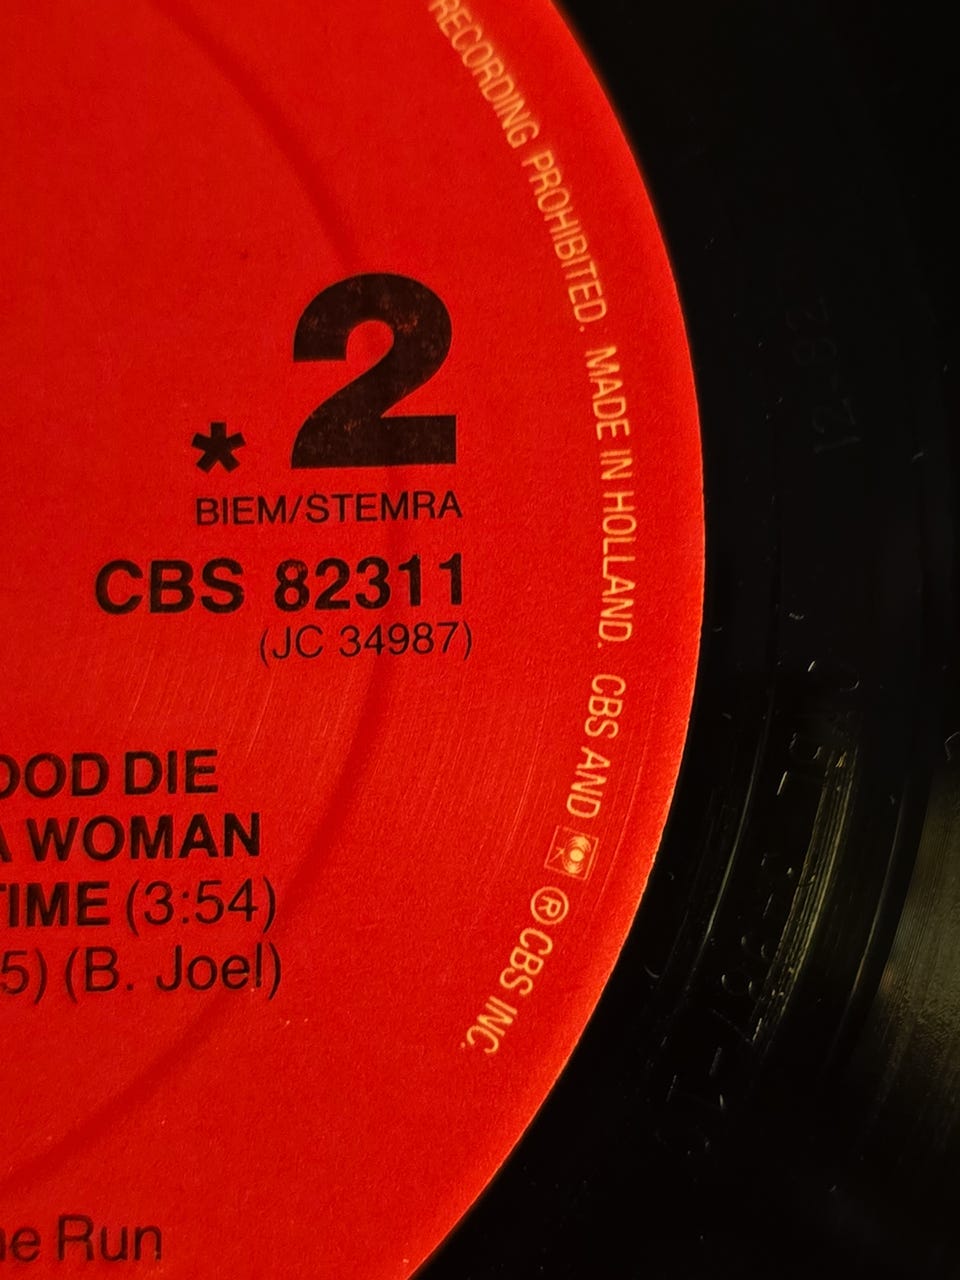 RECORDING PROHIBITED. MADE IN HOLLAND. CBS AND ℗ CBS INC.
*2
BIEM/STEMRA
CBS 82311
(JC 34987)
OOD DIE
A WOMAN
TIME (3:54)
5) (B. Joel)
he Run